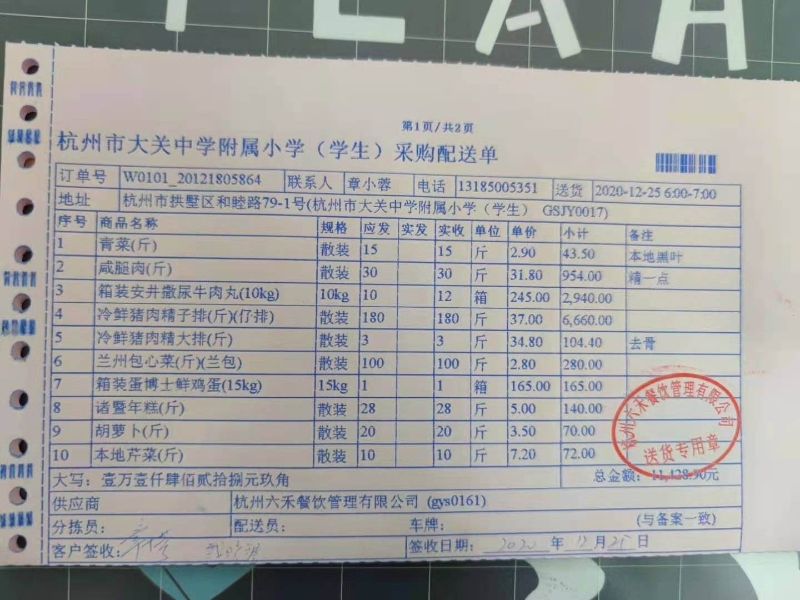 TEAA
第1页/共2页
杭州市大关中学附属小学（学生）采购配送单
订单号 W0101_20121805864 联系人 章小蓉 电话 13185005351 送货 2020-12-25 6:00-7:00
地址 杭州市拱墅区和睦路79-1号(杭州市大关中学附属小学（学生） GSJY0017)
序号 商品名称 规格 应发 实发 实收 单位 单价 小计 备注
1 青菜(斤) 散装 15 15 斤 2.90 43.50 本地黑叶
2 咸腿肉(斤) 散装 30 30 斤 31.80 954.00 精一点
3 箱装安井撒尿牛肉丸(10kg) 10kg 10 12 箱 245.00 2,940.00
4 冷鲜猪肉精子排(斤)(仔排) 散装 180 180 斤 37.00 6,660.00
5 冷鲜猪肉精大排(斤) 散装 3 3 斤 34.80 104.40 去骨
6 兰州包心菜(斤)(兰包) 散装 100 100 斤 2.80 280.00
7 箱装蛋博士鲜鸡蛋(15kg) 15kg 1 1 箱 165.00 165.00
8 诸暨年糕(斤) 散装 28 28 斤 5.00 140.00
9 胡萝卜(斤) 散装 20 20 斤 3.50 70.00
10 本地芹菜(斤) 散装 10 10 斤 7.20 72.00
杭州六禾餐饮管理有限公司
送货专用章
大写：壹万壹仟肆佰贰拾捌元玖角 总金额：11,428.90元
供应商 杭州六禾餐饮管理有限公司 (gys0161)
分拣员： 配送员： 车牌： (与备案一致)
客户签收： 签收日期： 2020 年 12 月 25 日